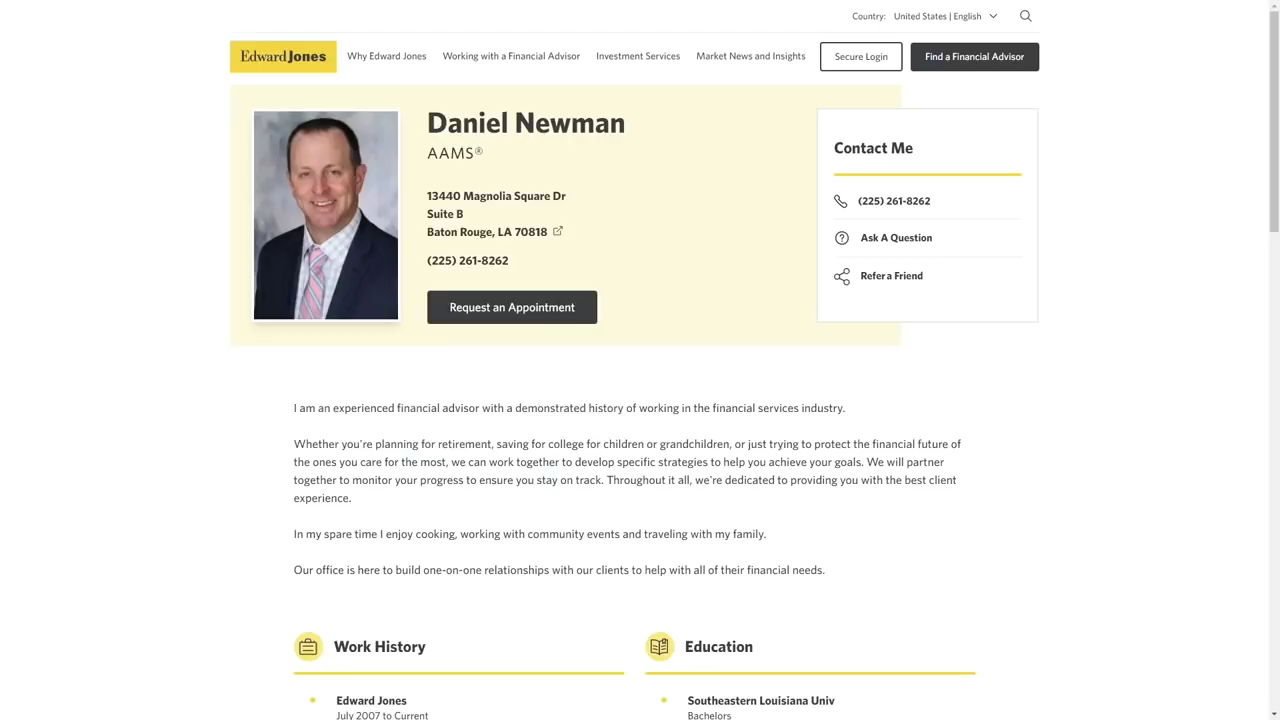 Country: United States | English
EdwardJones
Why Edward Jones
Working with a Financial Advisor
Investment Services
Market News and Insights
Secure Login
Find a Financial Advisor
Daniel Newman
AAMS®
13440 Magnolia Square Dr
Suite B
Baton Rouge, LA 70818
(225) 261-8262
Request an Appointment
Contact Me
(225) 261-8262
Ask A Question
Refer a Friend
I am an experienced financial advisor with a demonstrated history of working in the financial services industry.
Whether you're planning for retirement, saving for college for children or grandchildren, or just trying to protect the financial future of
the ones you care for the most, we can work together to develop specific strategies to help you achieve your goals. We will partner
together to monitor your progress to ensure you stay on track. Throughout it all, we're dedicated to providing you with the best client
experience.
In my spare time I enjoy cooking, working with community events and traveling with my family.
Our office is here to build one-on-one relationships with our clients to help with all of their financial needs.
Work History
Edward Jones
July 2007 to Current
Education
Southeastern Louisiana Univ
Bachelors